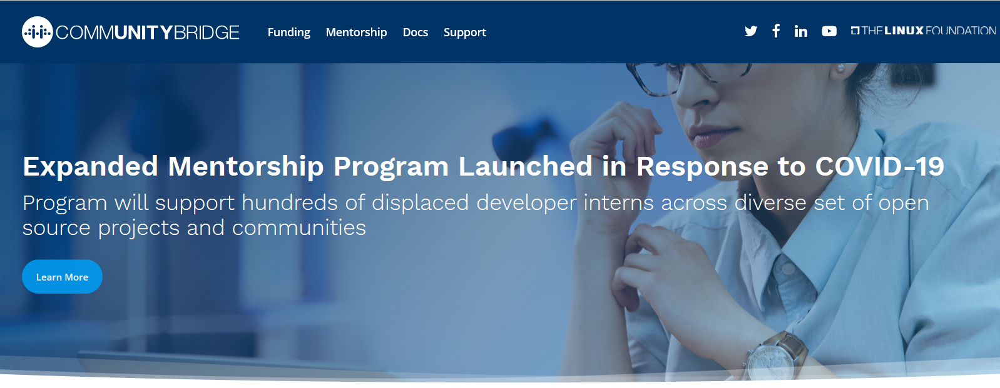 COMMUNITYBRIDGE
Funding Mentorship Docs Support
THE LINUX FOUNDATION
Expanded Mentorship Program Launched in Response to COVID-19
Program will support hundreds of displaced developer interns across diverse set of open
source projects and communities
Learn More